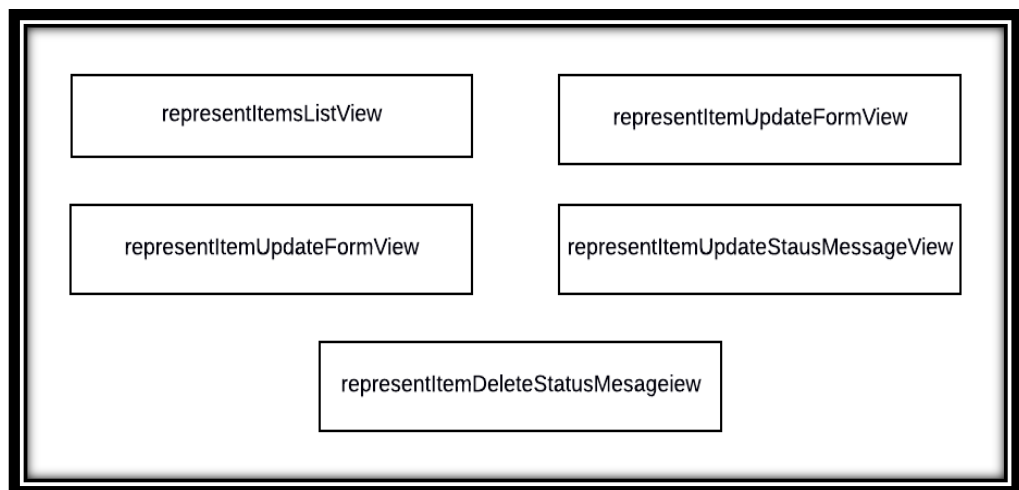 representItemsListView
representItemUpdateFormView
representItemUpdateFormView
representItemUpdateStausMessageView
representItemDeleteStatusMesageiew